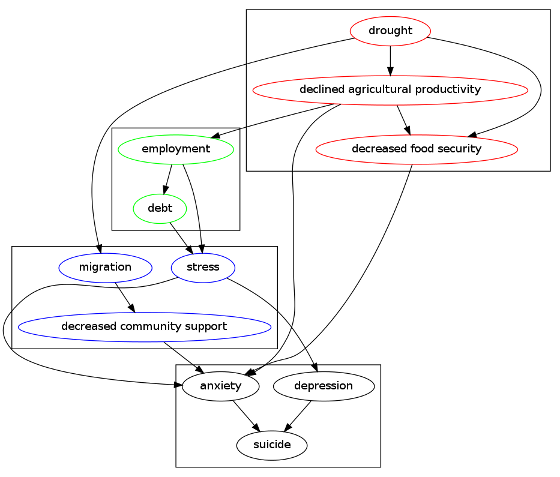 drought
declined agricultural productivity
employment
decreased food security
debt
migration
stress
decreased community support
anxiety
depression
suicide